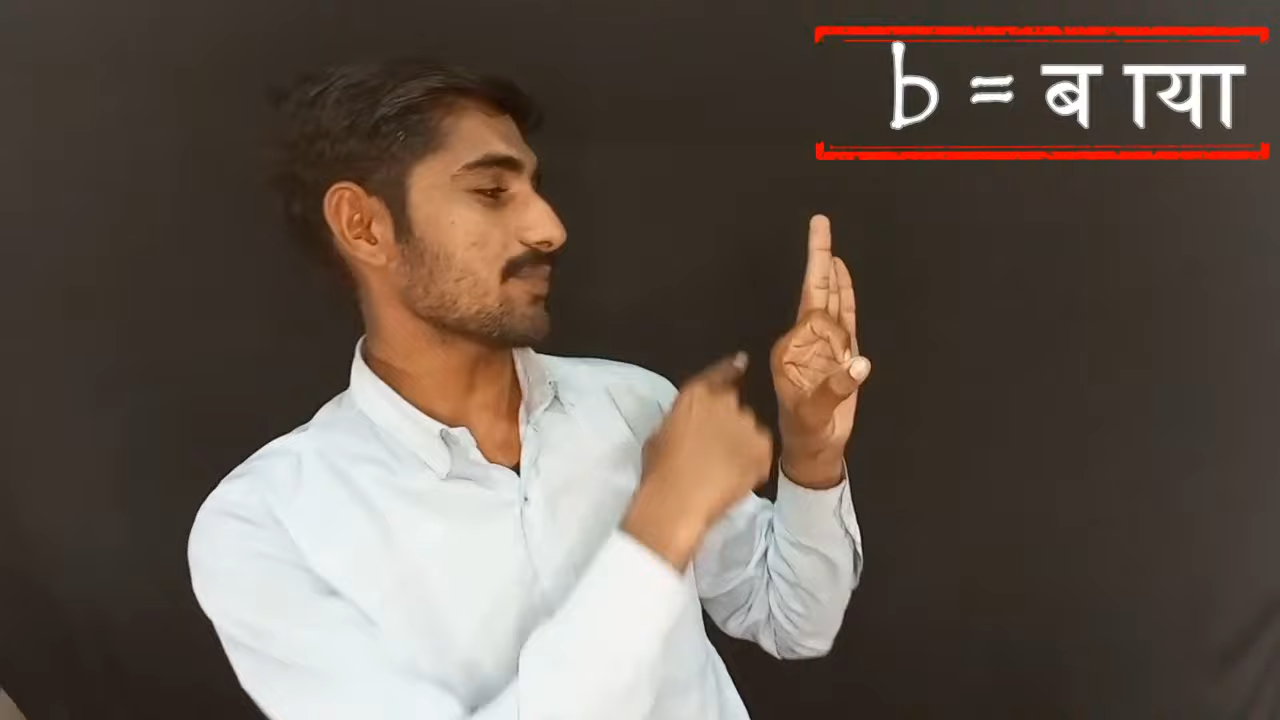 b = ब ाया